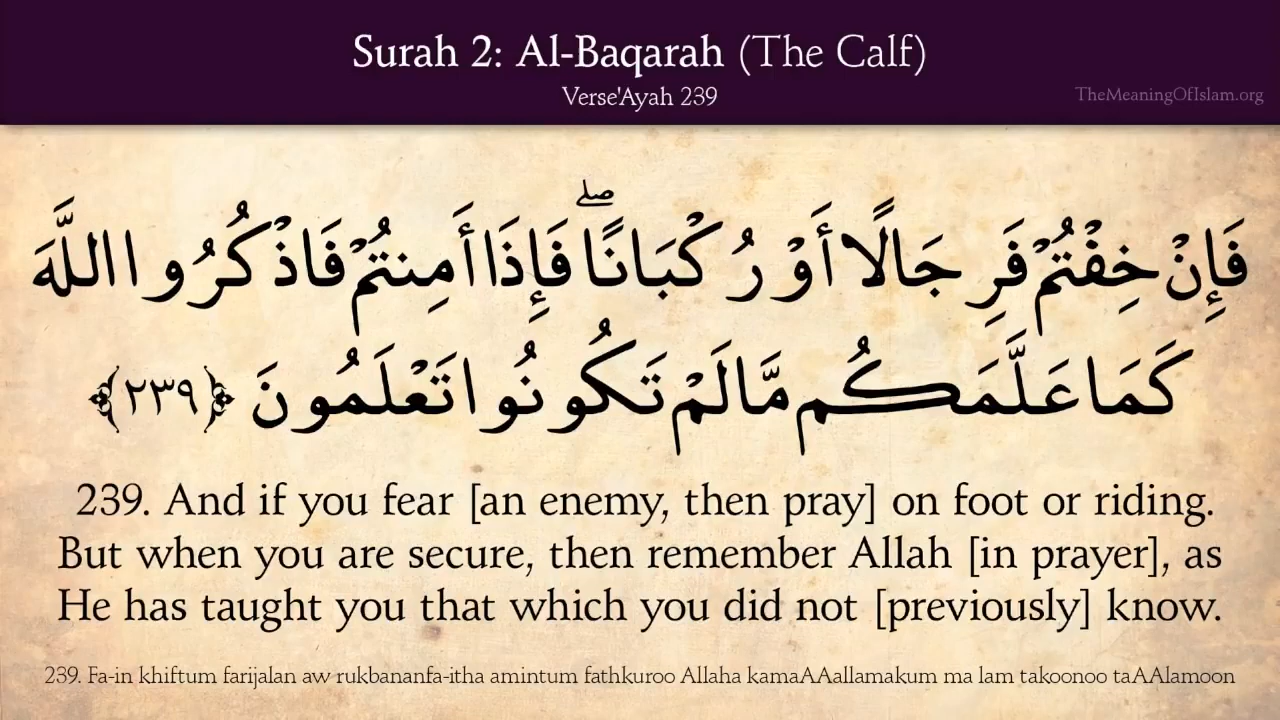 Surah 2: Al-Baqarah (The Calf)
Verse'Ayah 239
TheMeaningOfIslam.org
فَإِنْ خِفْتُمْ فَرِجَالًا أَوْ رُكْبَانًا ۖ فَإِذَا أَمِنتُمْ فَاذْكُرُوا اللَّهَ
كَمَا عَلَّمَكُم مَّا لَمْ تَكُونُوا تَعْلَمُونَ ﴿٢٣٩﴾
239. And if you fear [an enemy, then pray] on foot or riding.
But when you are secure, then remember Allah [in prayer], as
He has taught you that which you did not [previously] know.
239. Fa-in khiftum farijalan aw rukbananfa-itha amintum fathkuroo Allaha kamaAAallamakum ma lam takoonoo taAAlamoon